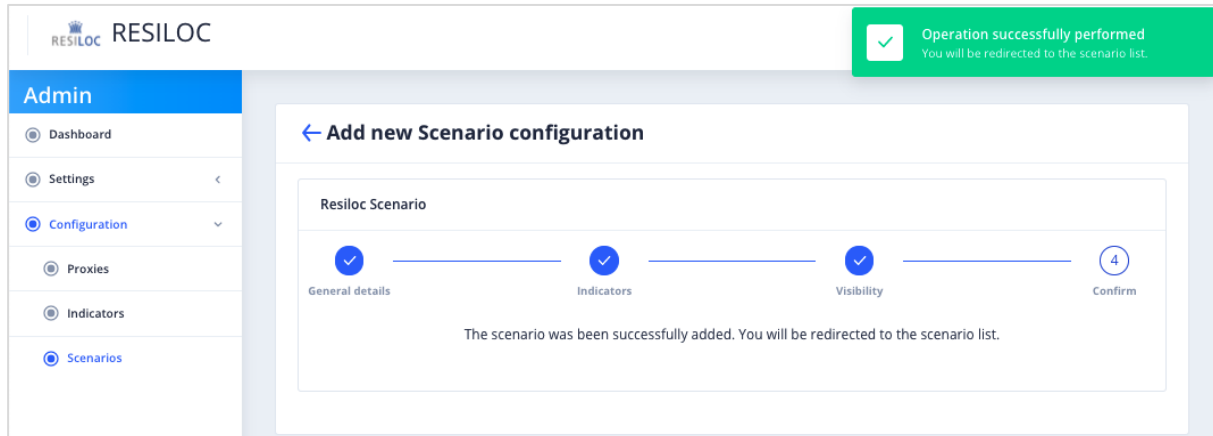 RESILOC RESILOC
Operation successfully performed
You will be redirected to the scenario list.
Admin
Dashboard
Settings
Configuration
Proxies
Indicators
Scenarios
Add new Scenario configuration
Resiloc Scenario
4
General details Indicators Visibility Confirm
The scenario was been successfully added. You will be redirected to the scenario list.